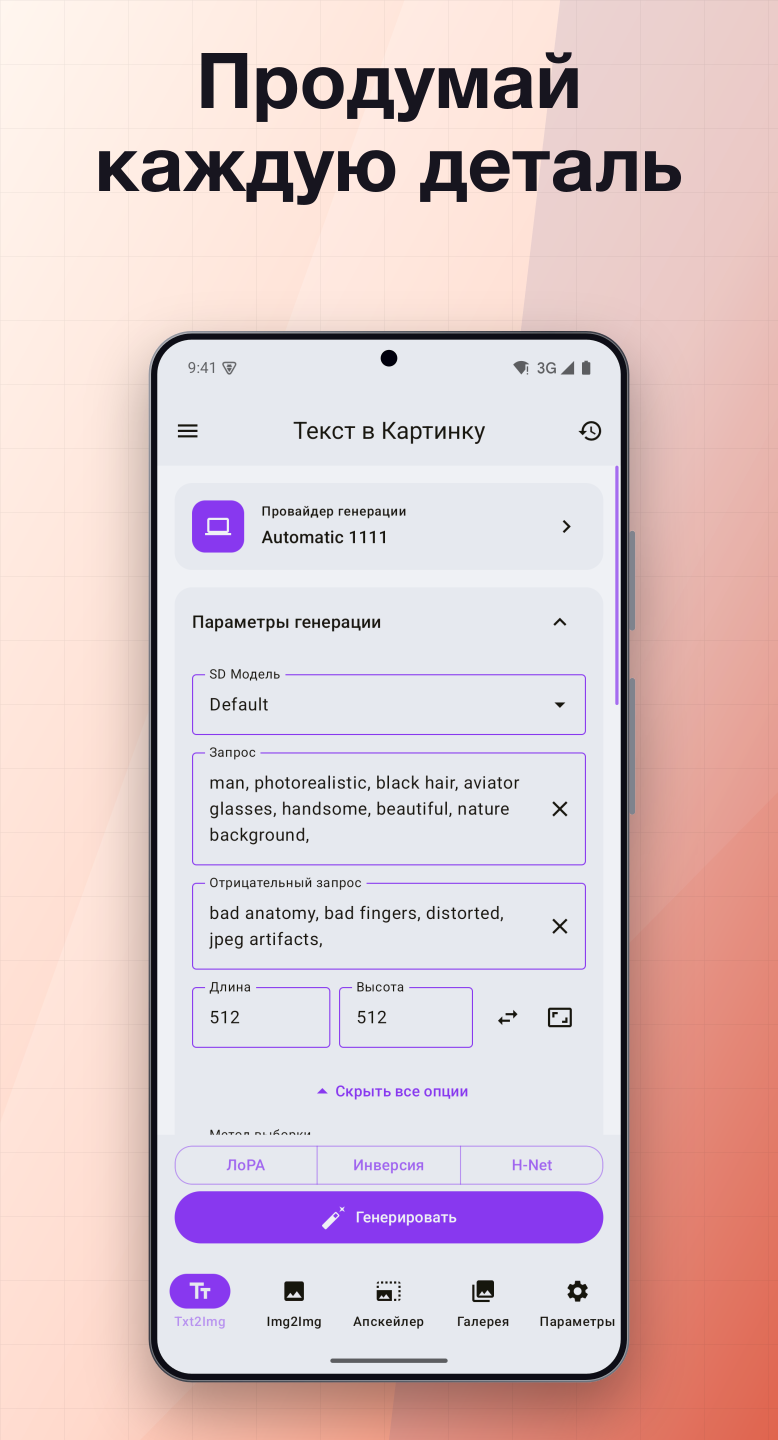 Продумай
каждую деталь
9:41
3G
Текст в Картинку
Провайдер генерации
Automatic 1111
Параметры генерации
SD Модель
Default
Запрос
man, photorealistic, black hair, aviator
glasses, handsome, beautiful, nature
background,
Отрицательный запрос
bad anatomy, bad fingers, distorted,
jpeg artifacts,
Длина
Высота
512
512
Скрыть все опции
Метод выборки
ЛоРА
Инверсия
H-Net
Генерировать
Txt2Img
Img2Img
Апскейлер
Галерея
Параметры